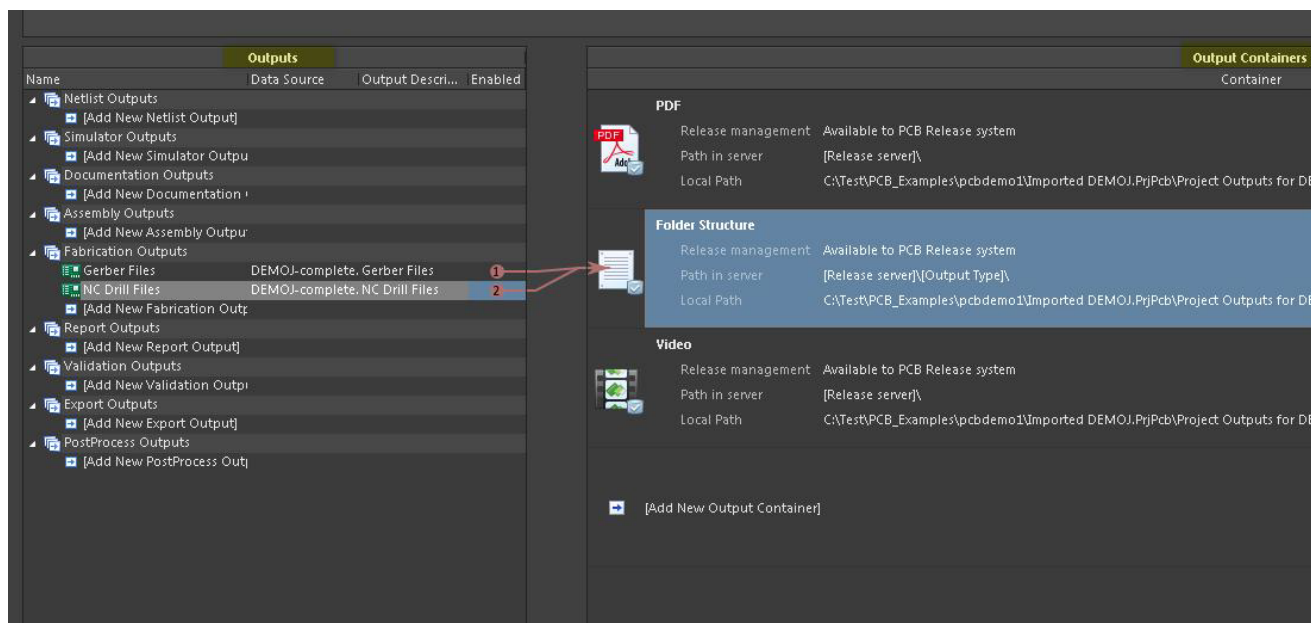 Outputs
Name Data Source Output Descri... Enabled
Netlist Outputs
[Add New Netlist Output]
Simulator Outputs
[Add New Simulator Outpu
Documentation Outputs
[Add New Documentation
Assembly Outputs
[Add New Assembly Outpu
Fabrication Outputs
Gerber Files DEMOJ-complete. Gerber Files 1
NC Drill Files DEMOJ-complete. NC Drill Files 2
[Add New Fabrication Outp
Report Outputs
[Add New Report Output]
Validation Outputs
[Add New Validation Outp
Export Outputs
[Add New Export Output]
PostProcess Outputs
[Add New PostProcess Out
Output Containers
Container
PDF
PDF
Adob
Release management Available to PCB Release system
Path in server [Release server]\
Local Path C:\Test\PCB_Examples\pcbdemo1\Imported DEMOJ.PrjPcb\Project Outputs for DE
Folder Structure
Release management Available to PCB Release system
Path in server [Release server]\[Output Type]\
Local Path C:\Test\PCB_Examples\pcbdemo1\Imported DEMOJ.PrjPcb\Project Outputs for DE
Video
Release management Available to PCB Release system
Path in server [Release server]\
Local Path C:\Test\PCB_Examples\pcbdemo1\Imported DEMOJ.PrjPcb\Project Outputs for DE
[Add New Output Container]